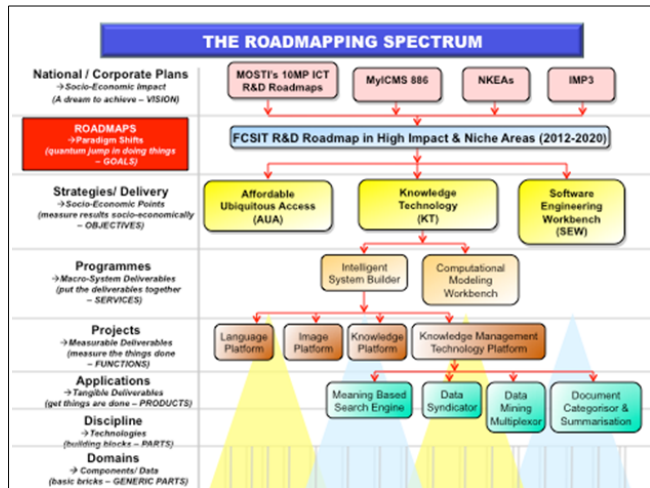 THE ROADMAPPING SPECTRUM
National / Corporate Plans
→Socio-Economic Impact
(A dream to achieve – VISION)
MOSTI's 10MP ICT
R&D Roadmaps
MyICMS 886
NKEAs
IMP3
ROADMAPS
→Paradigm Shifts
(quantum jump in doing things
– GOALS)
FCSIT R&D Roadmap in High Impact & Niche Areas (2012-2020)
Strategies/ Delivery
→Socio-Economic Points
(measure results socio-economically
– OBJECTIVES)
Affordable
Ubiquitous Access
(AUA)
Knowledge
Technology
(KT)
Software
Engineering
Workbench
(SEW)
Programmes
→Macro-System Deliverables
(put the deliverables together
– SERVICES)
Intelligent
System Builder
Computational
Modeling
Workbench
Projects
→Measurable Deliverables
(measure the things done
– FUNCTIONS)
Language
Platform
Image
Platform
Knowledge
Platform
Knowledge Management
Technology Platform
Applications
→Tangible Deliverables
(get things are done – PRODUCTS)
Meaning Based
Search Engine
Data
Syndicator
Data
Mining
Multiplexor
Document
Categorisor &
Summarisation
Discipline
→Technologies
(building blocks – PARTS)
Domains
→ Components/ Data
(basic bricks – GENERIC PARTS)